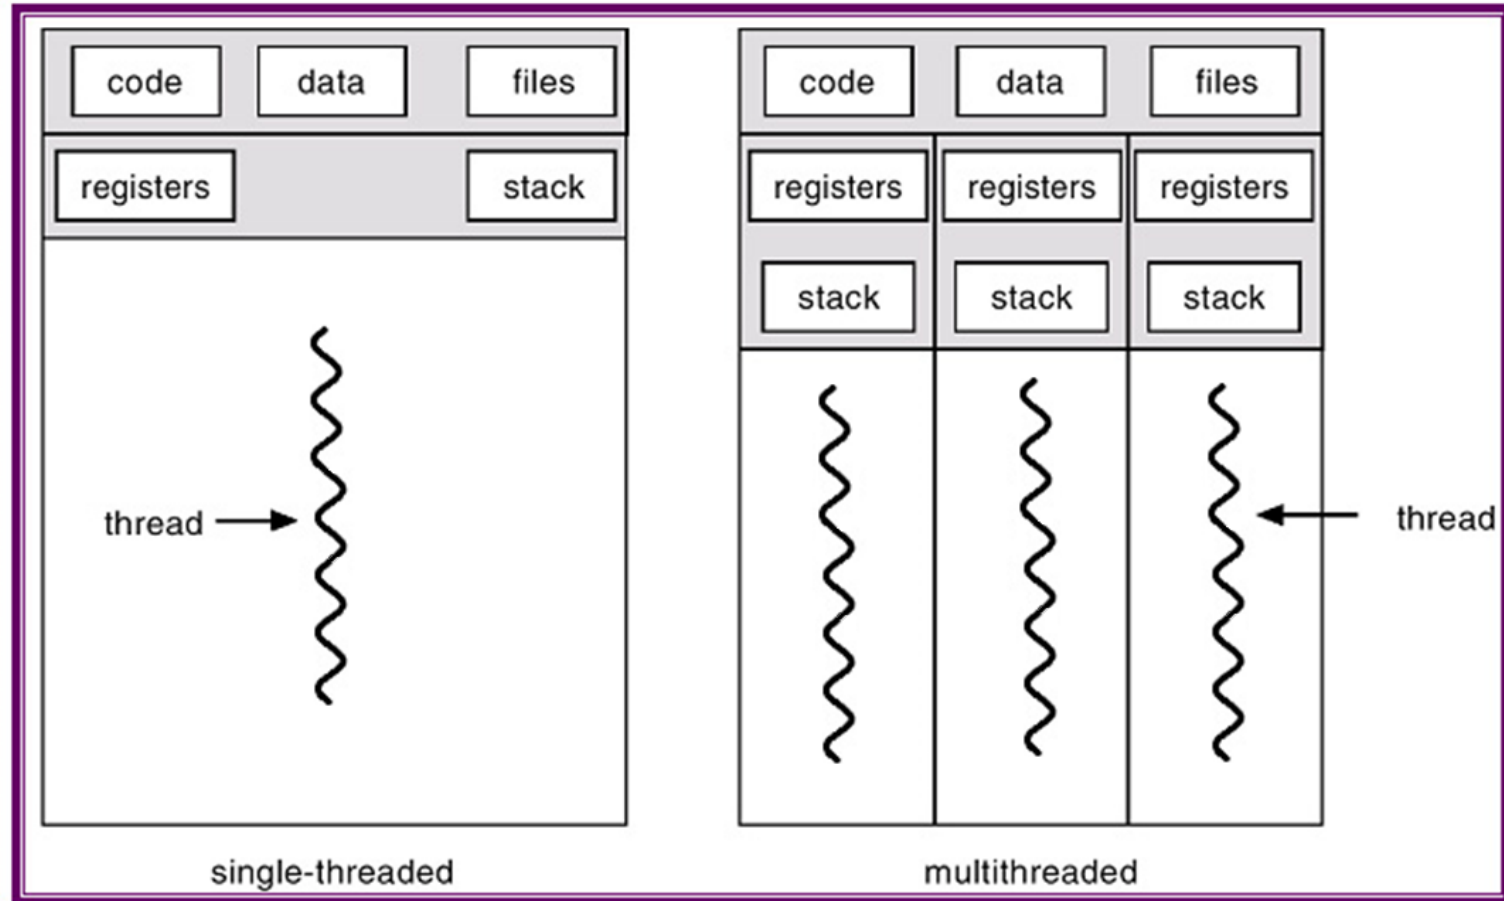 code data files
registers stack
thread
single-threaded
code data files
registers registers registers
stack stack stack
thread
multithreaded